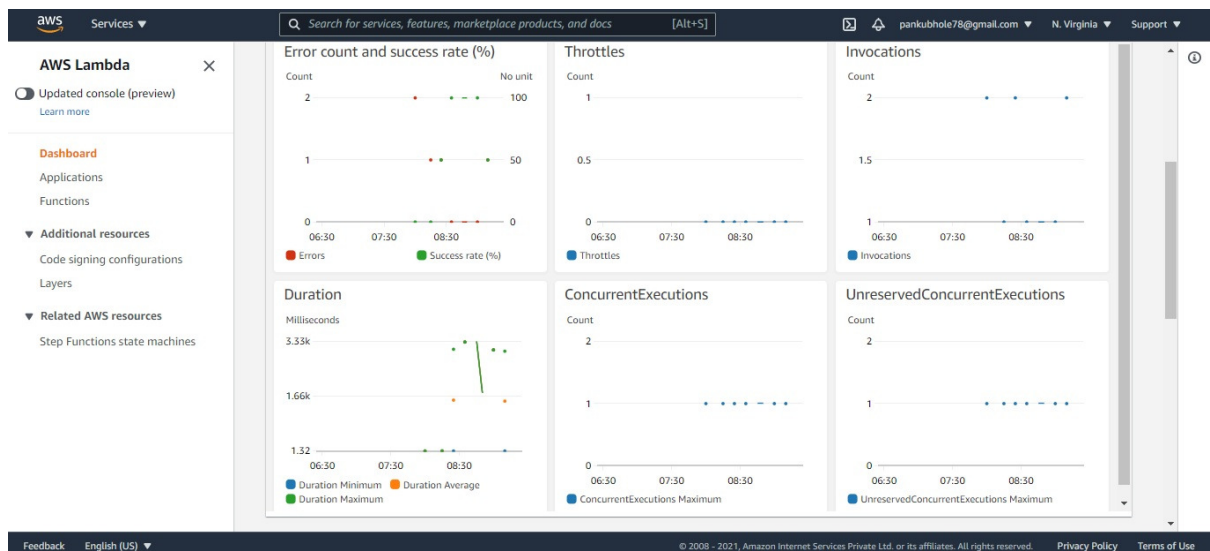 aws Services ▼ Search for services, features, marketplace products, and docs [Alt+S] pankubhole78@gmail.com ▼ N. Virginia ▼ Support ▼
AWS Lambda
Updated console (preview)
Learn more
Dashboard
Applications
Functions
▼ Additional resources
Code signing configurations
Layers
▼ Related AWS resources
Step Functions state machines
Error count and success rate (%)
Count No unit
2 100
1 50
0 0
06:30 07:30 08:30
Errors Success rate (%)
Throttles
Count
1
0.5
0
06:30 07:30 08:30
Throttles
Invocations
Count
2
1.5
1
06:30 07:30 08:30
Invocations
Duration
Milliseconds
3.33k
1.66k
1.32
06:30 07:30 08:30
Duration Minimum Duration Average
Duration Maximum
ConcurrentExecutions
Count
2
1
0
06:30 07:30 08:30
ConcurrentExecutions Maximum
UnreservedConcurrentExecutions
Count
2
1
0
06:30 07:30 08:30
UnreservedConcurrentExecutions Maximum
Feedback English (US) ▼ © 2008 - 2021, Amazon Internet Services Private Ltd. or its affiliates. All rights reserved. Privacy Policy Terms of Use